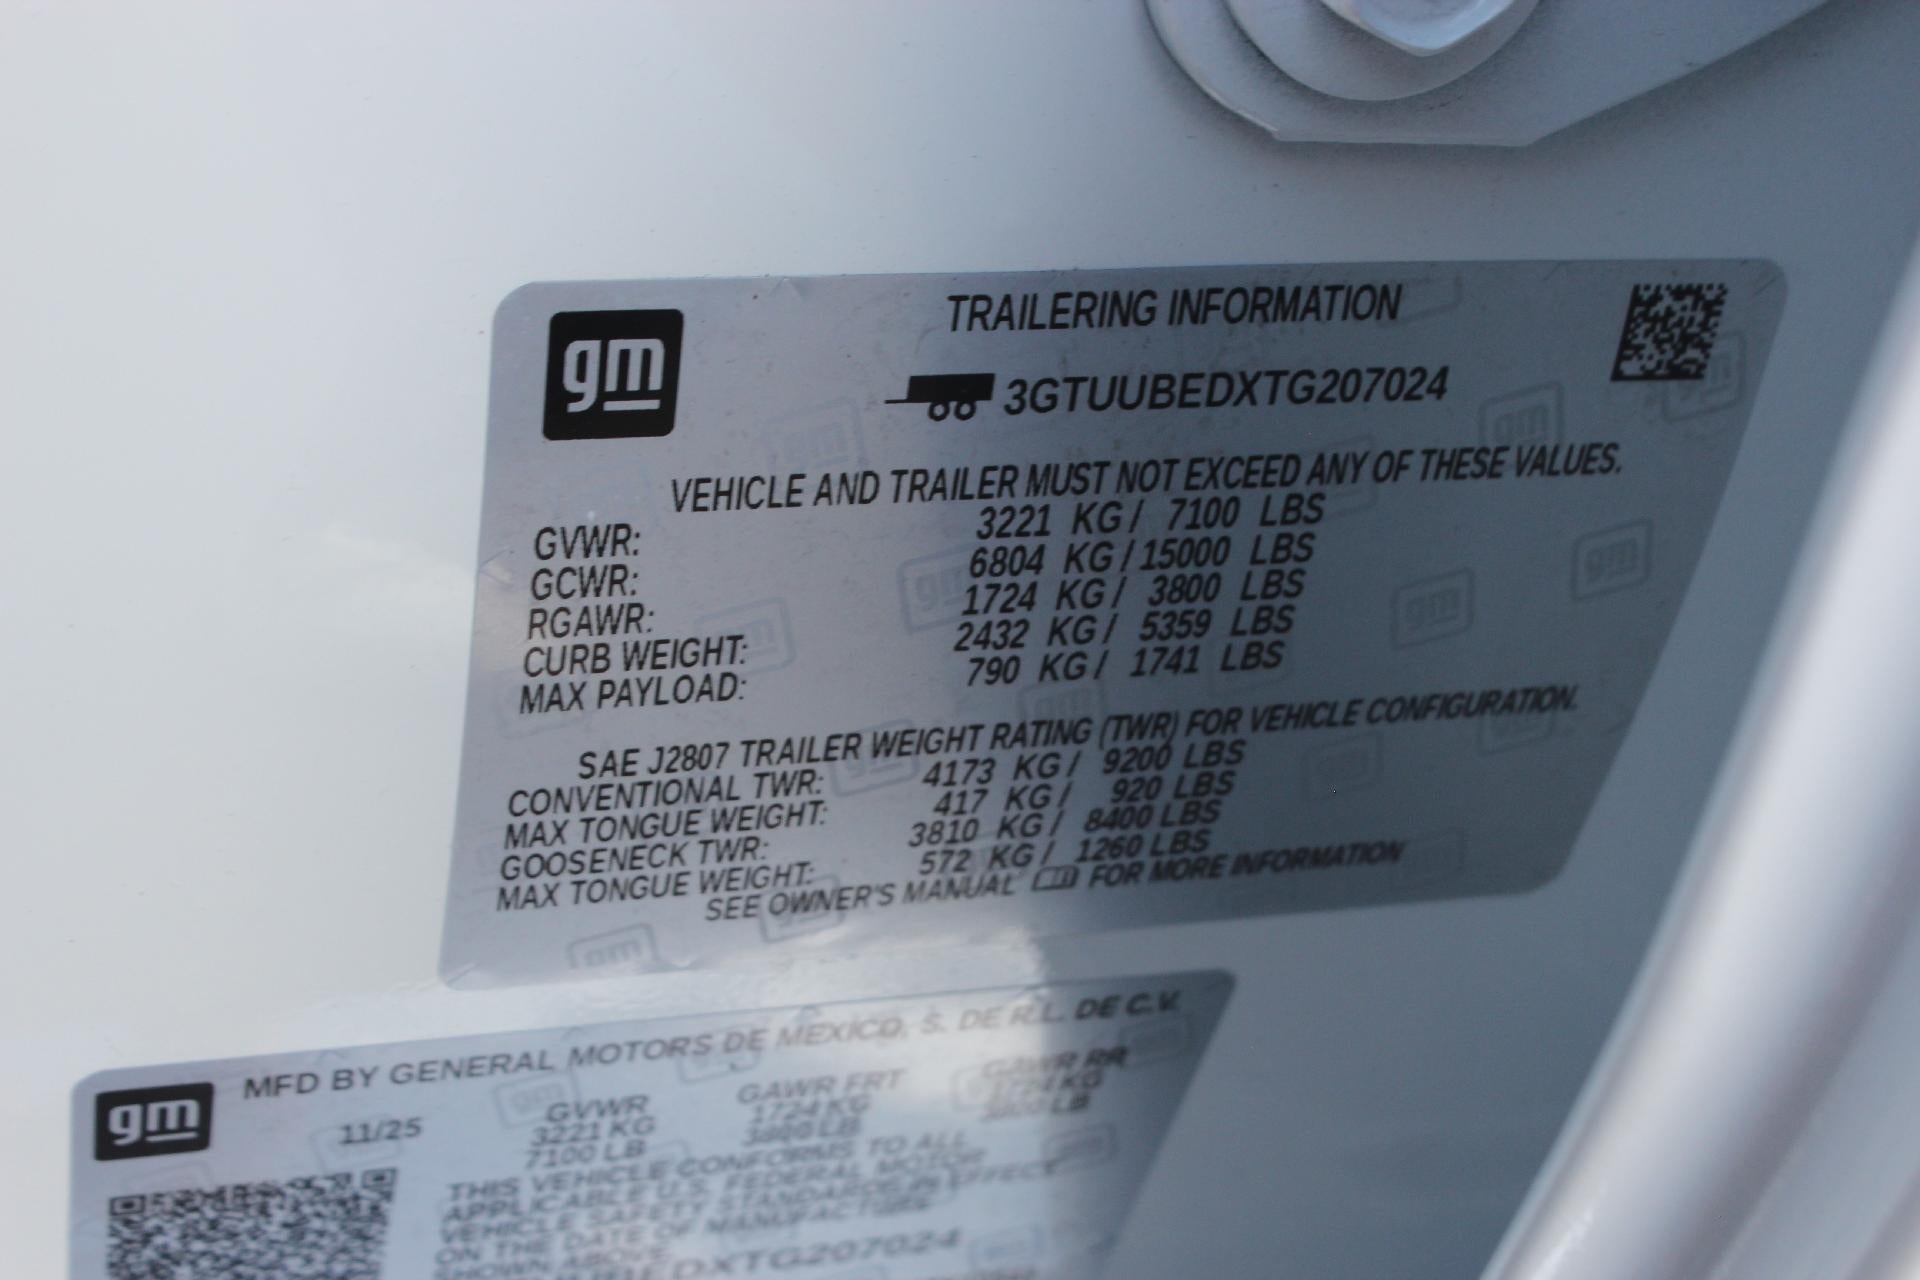 gm
TRAILERING INFORMATION
3GTUUBEDXTG207024
VEHICLE AND TRAILER MUST NOT EXCEED ANY OF THESE VALUES.
GVWR: 3221 KG / 7100 LBS
GCWR: 6804 KG / 15000 LBS
RGAWR: 1724 KG / 3800 LBS
CURB WEIGHT: 2432 KG / 5359 LBS
MAX PAYLOAD: 790 KG / 1741 LBS
SAE J2807 TRAILER WEIGHT RATING (TWR) FOR VEHICLE CONFIGURATION.
CONVENTIONAL TWR: 4173 KG / 9200 LBS
MAX TONGUE WEIGHT: 417 KG / 920 LBS
GOOSENECK TWR: 3810 KG / 8400 LBS
MAX TONGUE WEIGHT: 572 KG / 1260 LBS
SEE OWNER'S MANUAL FOR MORE INFORMATION
gm
MFD BY GENERAL MOTORS DE MEXICO, S. DE R.L. DE C.V.
11/25 GVWR GAWR FRT GAWR RR
3221 KG 1724 KG 1724 KG
7100 LB 3800 LB 3800 LB
THIS VEHICLE CONFORMS TO ALL
APPLICABLE U.S. FEDERAL MOTOR
VEHICLE SAFETY STANDARDS IN EFFECT
ON THE DATE OF MANUFACTURE
SHOWN ABOVE.
EDXTG207024